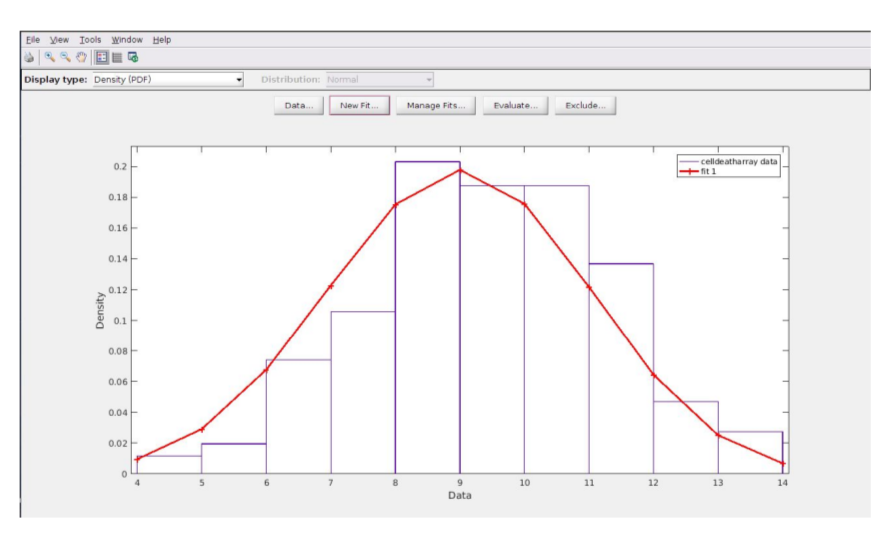 File View Tools Window Help
Display type: Density (PDF) Distribution: Normal
Data... New Fit... Manage Fits... Evaluate... Exclude...
celldeatharray data
fit 1
0.2
0.18
0.16
0.14
0.12
0.1
0.08
0.06
0.04
0.02
0
Density
4 5 6 7 8 9 10 11 12 13 14
Data